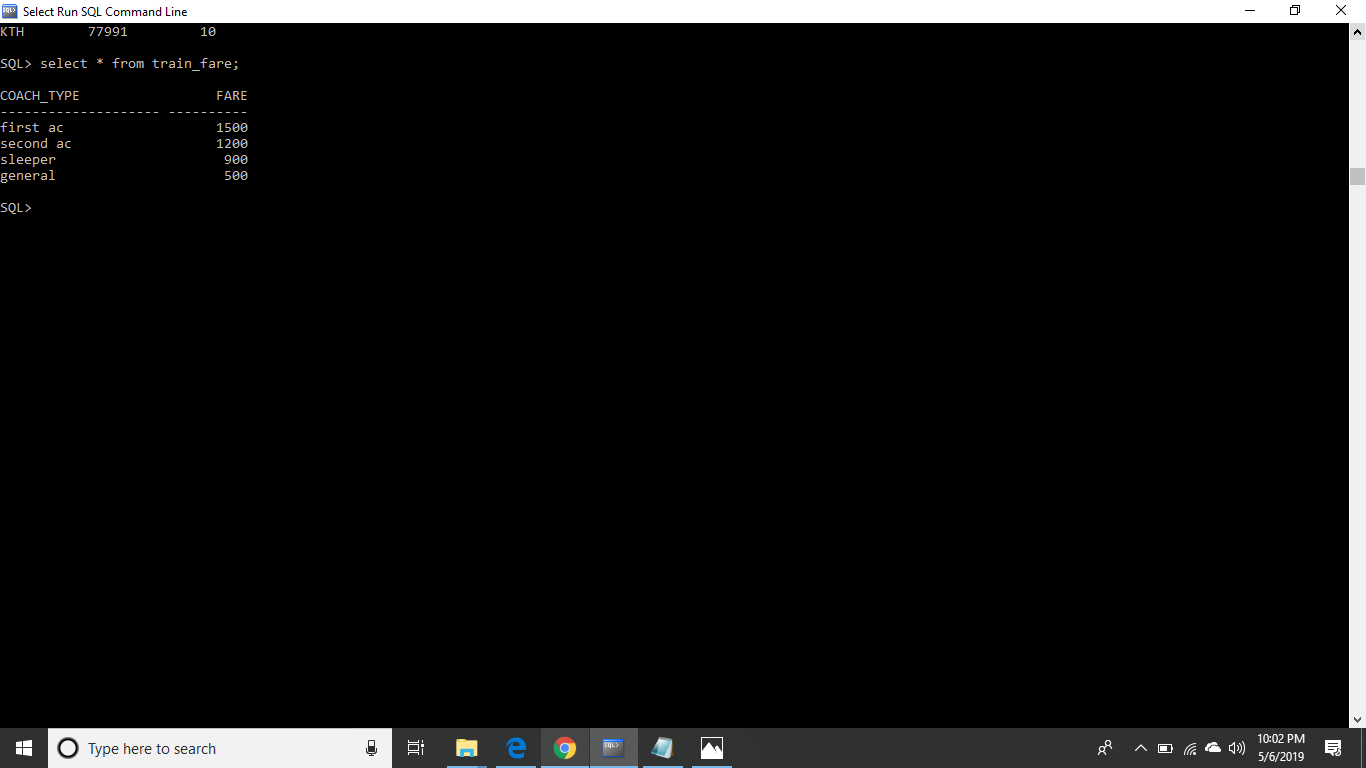 Select Run SQL Command Line
KTH        77991         10
SQL> select * from train_fare;
COACH_TYPE                 FARE
-------------------- ----------
first ac                   1500
second ac                  1200
sleeper                     900
general                     500
SQL>
Type here to search
10:02 PM
5/6/2019